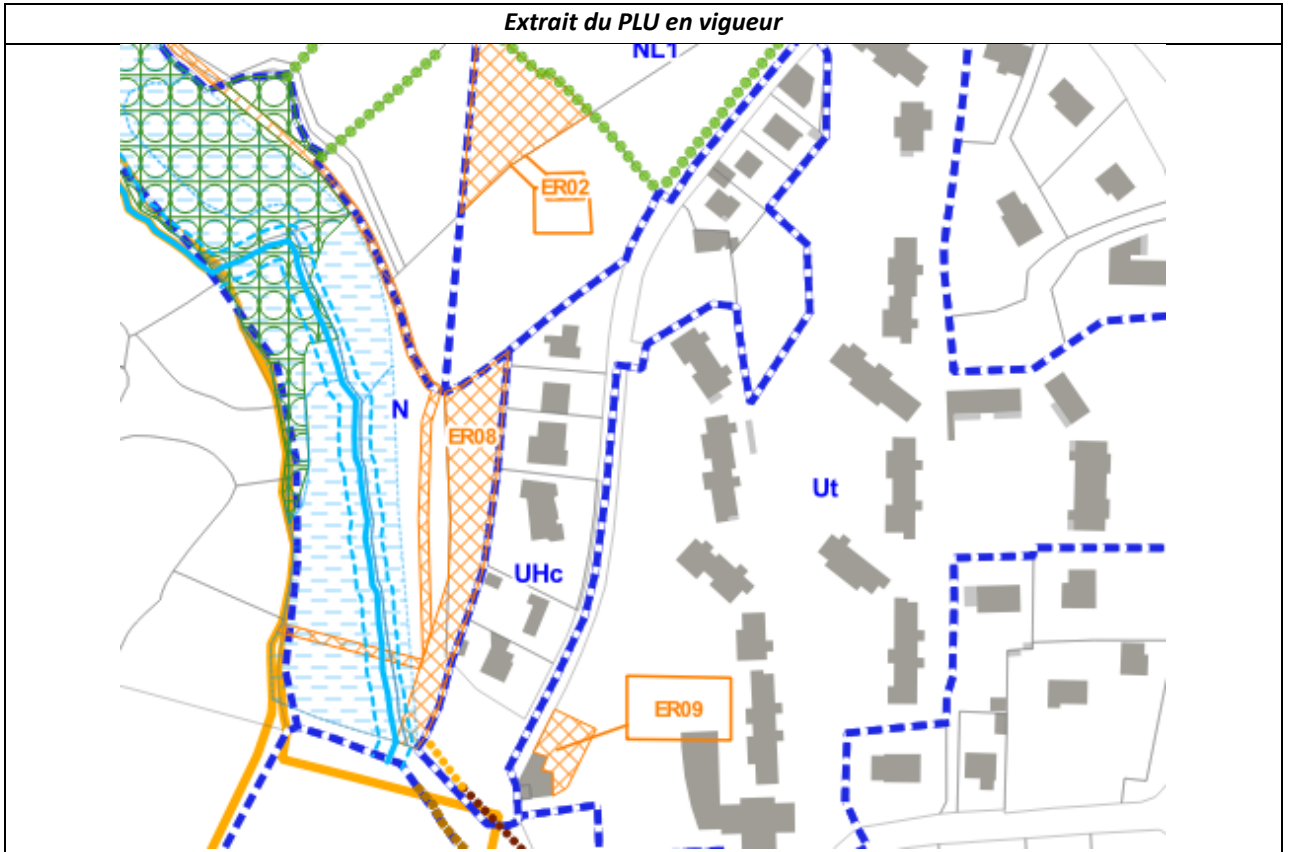 Extrait du PLU en vigueur
NL1
ER02
N
ER08
Ut
UHc
ER09